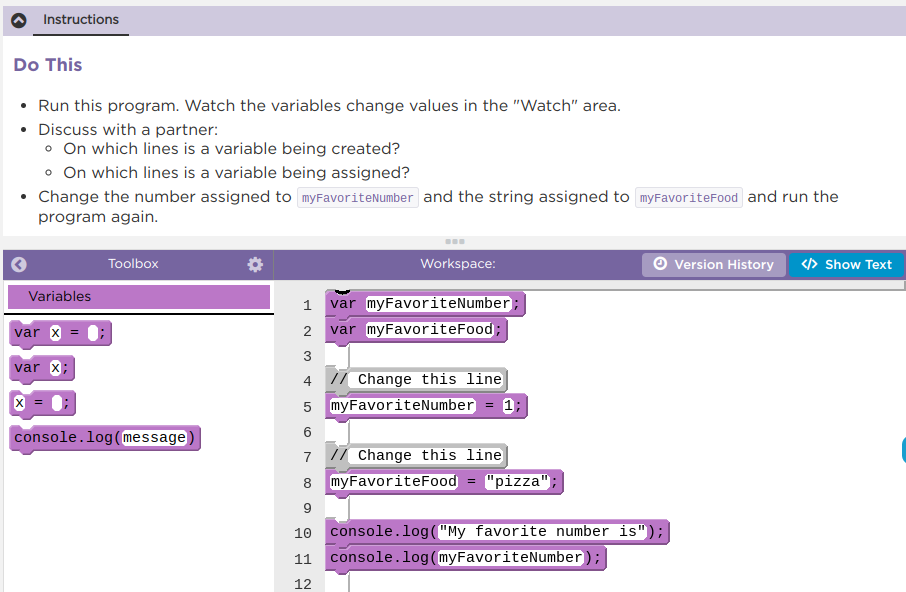 Instructions
Do This
Run this program. Watch the variables change values in the "Watch" area.
Discuss with a partner:
On which lines is a variable being created?
On which lines is a variable being assigned?
Change the number assigned to myFavoriteNumber and the string assigned to myFavoriteFood and run the
program again.
Toolbox
Workspace:
Version History
</> Show Text
Variables
var x = ;
var x;
x = ;
console.log(message)
1 var myFavoriteNumber;
2 var myFavoriteFood;
3
4 // Change this line
5 myFavoriteNumber = 1;
6
7 // Change this line
8 myFavoriteFood = "pizza";
9
10 console.log("My favorite number is");
11 console.log(myFavoriteNumber);
12